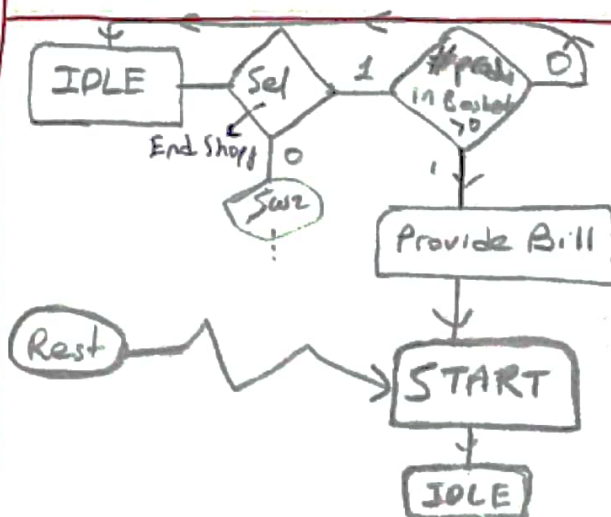 IDLE
Sel
1
0
in Basket
>0
End Shopp
0
Sw2
1
Provide Bill
Rest
START
IDLE